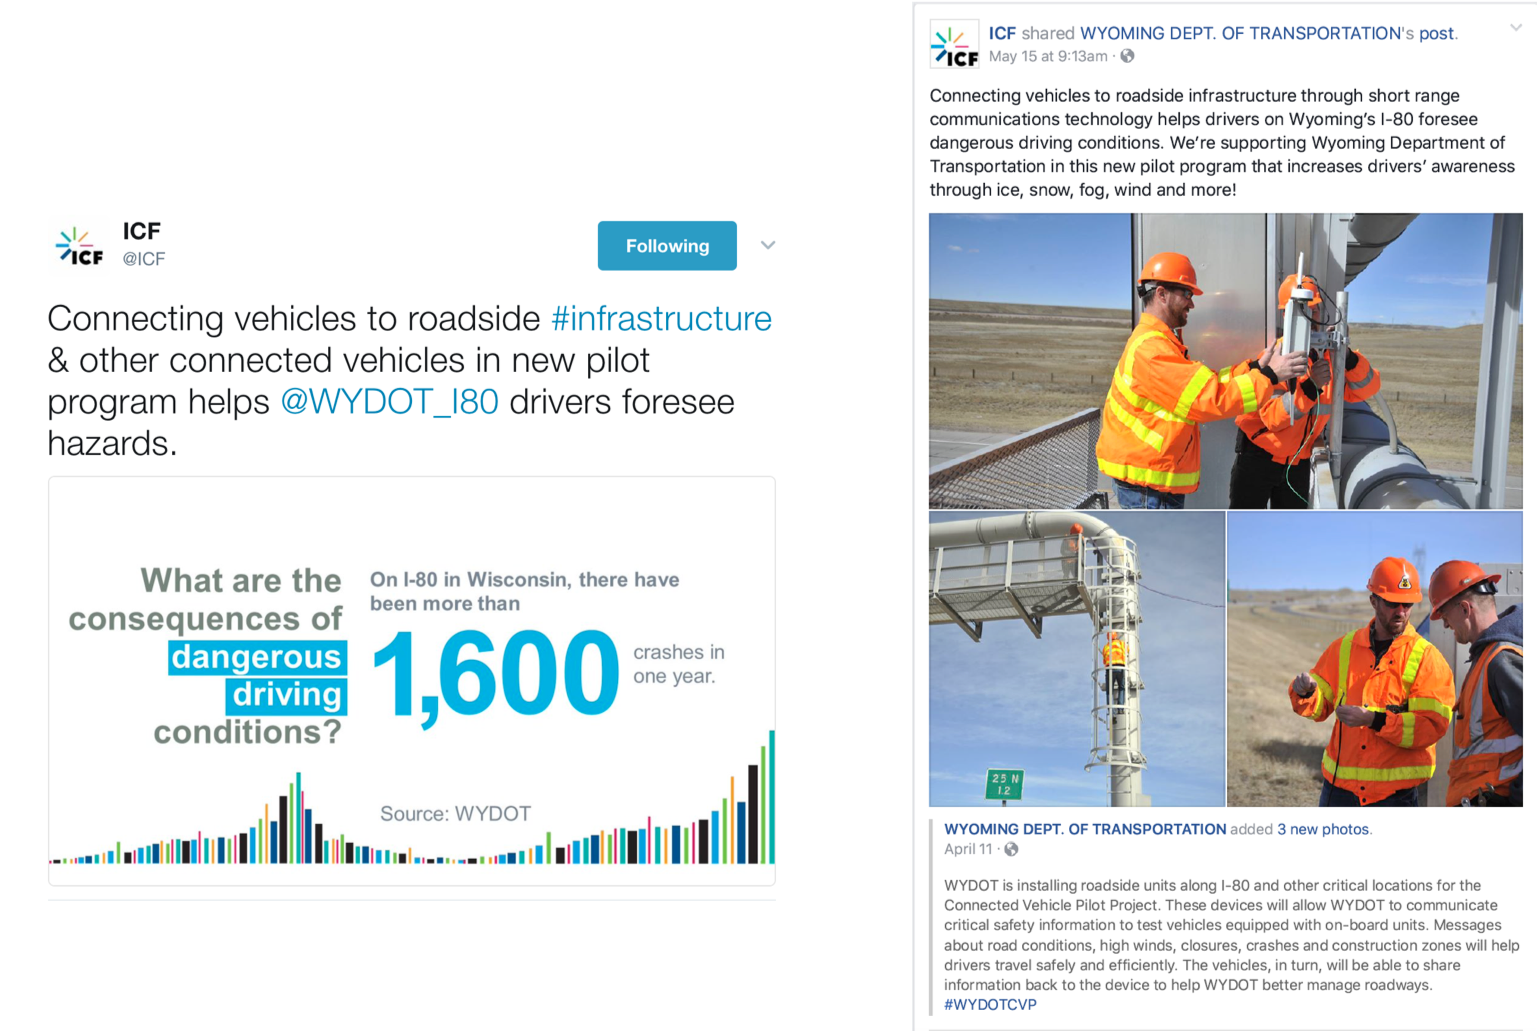 ICF
ICF
@ICF
Following
Connecting vehicles to roadside #infrastructure
& other connected vehicles in new pilot
program helps @WYDOT_I80 drivers foresee
hazards.
What are the
consequences of
dangerous
driving
conditions?
On I-80 in Wisconsin, there have
been more than
1,600
crashes in
one year.
Source: WYDOT
ICF
ICF shared WYOMING DEPT. OF TRANSPORTATION's post.
May 15 at 9:13am ·
Connecting vehicles to roadside infrastructure through short range
communications technology helps drivers on Wyoming’s I-80 foresee
dangerous driving conditions. We’re supporting Wyoming Department of
Transportation in this new pilot program that increases drivers’ awareness
through ice, snow, fog, wind and more!
25 N
1.2
WYOMING DEPT. OF TRANSPORTATION added 3 new photos.
April 11 ·
WYDOT is installing roadside units along I-80 and other critical locations for the
Connected Vehicle Pilot Project. These devices will allow WYDOT to communicate
critical safety information to test vehicles equipped with on-board units. Messages
about road conditions, high winds, closures, crashes and construction zones will help
drivers travel safely and efficiently. The vehicles, in turn, will be able to share
information back to the device to help WYDOT better manage roadways.
#WYDOTCVP